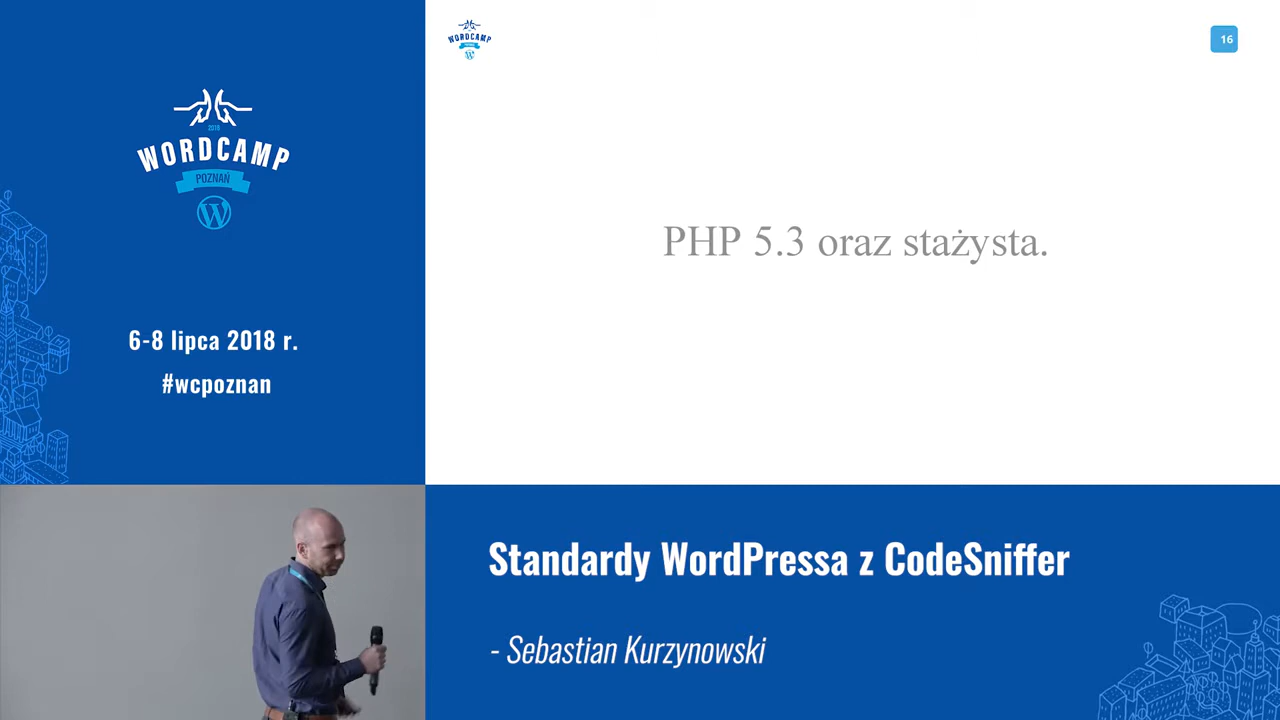 2018
WORDCAMP
POZNAŃ
6-8 lipca 2018 r.
#wcpoznan
WORDCAMP
16
PHP 5.3 oraz stażysta.
Standardy WordPressa z CodeSniffer
- Sebastian Kurzynowski